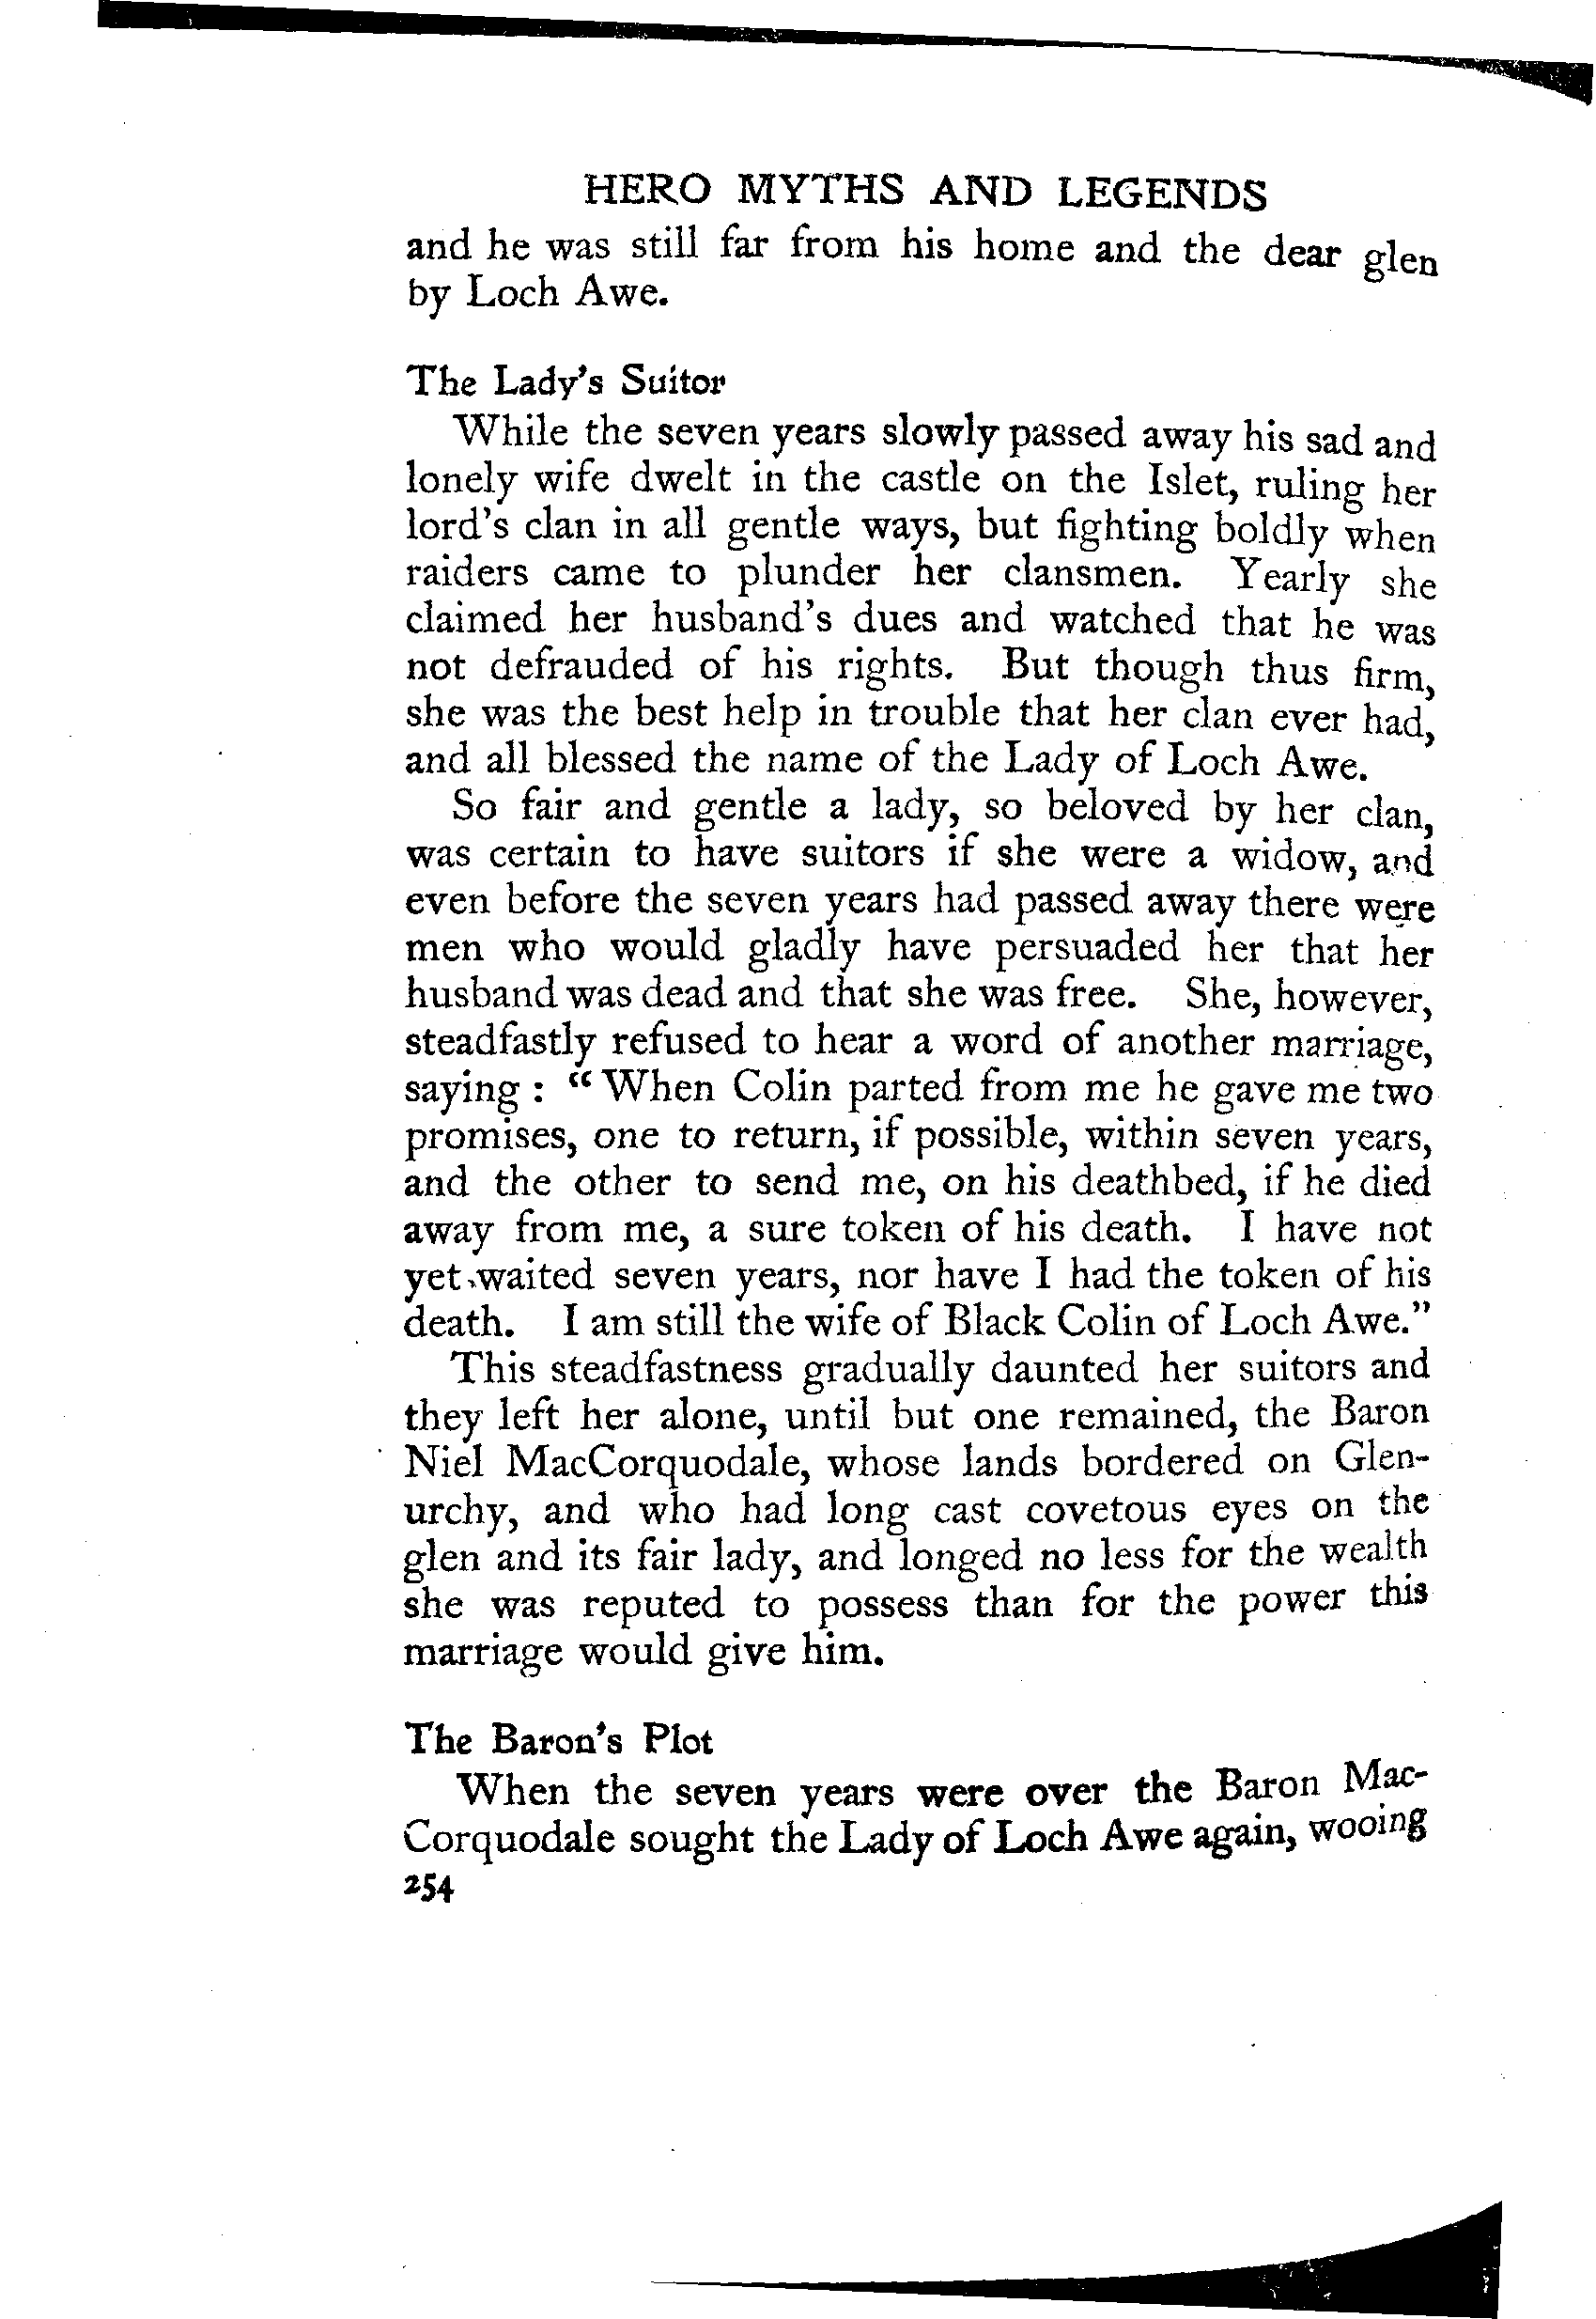 HERO MYTHS AND LEGENDS
and he was still far from his home and the dear glen
by Loch Awe.
The Lady's Suitor
While the seven years slowly passed away his sad and
lonely wife dwelt in the castle on the Islet, ruling her
lord's clan in all gentle ways, but fighting boldly when
raiders came to plunder her clansmen. Yearly she
claimed her husband's dues and watched that he was
not defrauded of his rights. But though thus firm,
she was the best help in trouble that her clan ever had,
and all blessed the name of the Lady of Loch Awe.
So fair and gentle a lady, so beloved by her clan,
was certain to have suitors if she were a widow, and
even before the seven years had passed away there were
men who would gladly have persuaded her that her
husband was dead and that she was free. She, however,
steadfastly refused to hear a word of another marriage,
saying : “ When Colin parted from me he gave me two
promises, one to return, if possible, within seven years,
and the other to send me, on his deathbed, if he died
away from me, a sure token of his death. I have not
yet waited seven years, nor have I had the token of his
death. I am still the wife of Black Colin of Loch Awe.”
This steadfastness gradually daunted her suitors and
they left her alone, until but one remained, the Baron
Niel MacCorquodale, whose lands bordered on Glen-
urchy, and who had long cast covetous eyes on the
glen and its fair lady, and longed no less for the wealth
she was reputed to possess than for the power this
marriage would give him.
The Baron's Plot
When the seven years were over the Baron Mac-
Corquodale sought the Lady of Loch Awe again, wooing
254